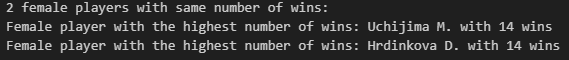 2 female players with same number of wins:
Female player with the highest number of wins: Uchijima M. with 14 wins
Female player with the highest number of wins: Hrdinkova D. with 14 wins